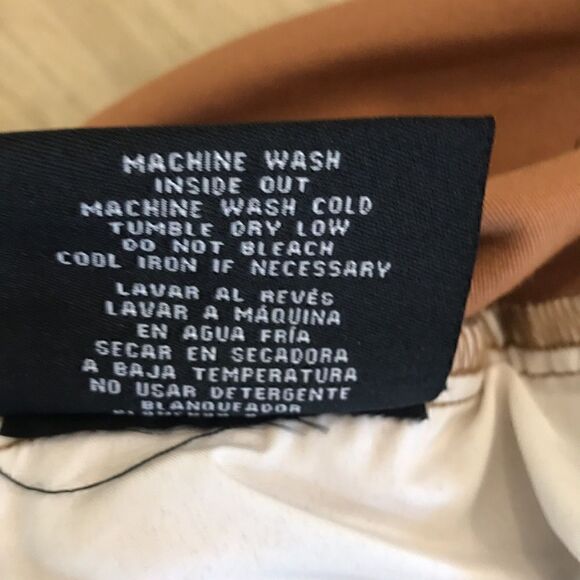 MACHINE WASH
INSIDE OUT
MACHINE WASH COLD
TUMBLE DRY LOW
DO NOT BLEACH
COOL IRON IF NECESSARY
LAVAR AL REVÉS
LAVAR A MÁQUINA
EN AGUA FRÍA
SECAR EN SECADORA
A BAJA TEMPERATURA
NO USAR DETERGENTE
BLANQUEADOR